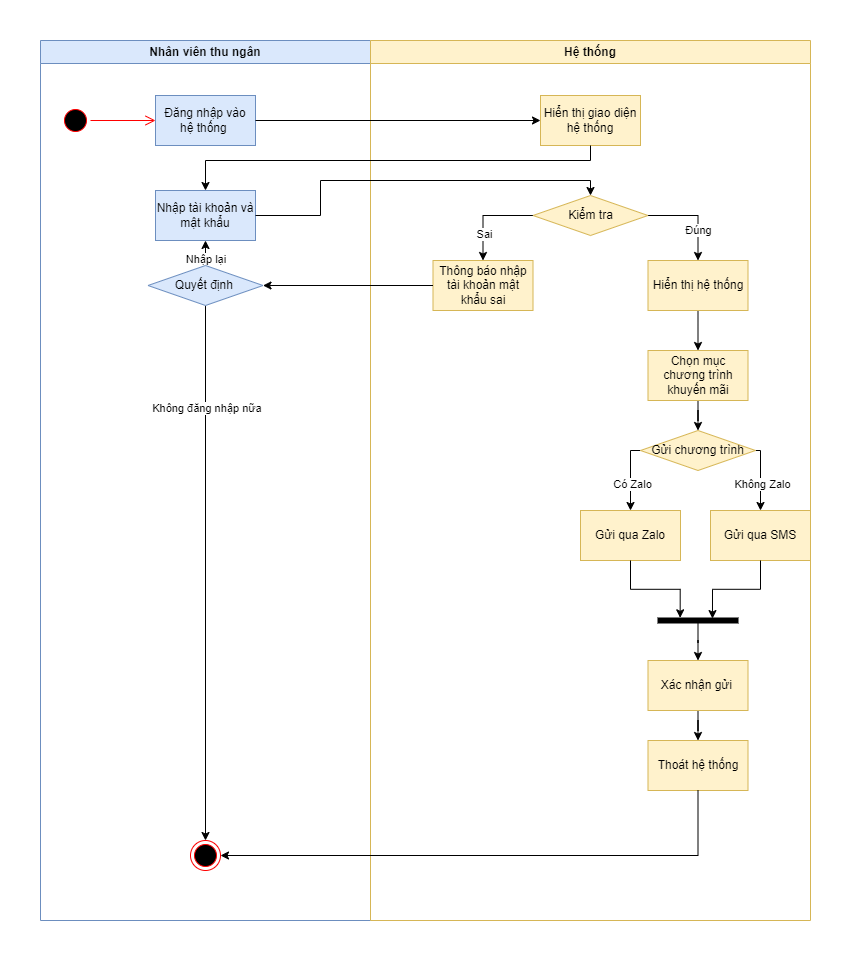 Nhân viên thu ngân
Hệ thống
Đăng nhập vào
hệ thống
Hiển thị giao diện
hệ thống
Nhập tài khoản và
mật khẩu
Kiểm tra
Sai
Đúng
Nhập lại
Quyết định
Thông báo nhập
tài khoản mật
khẩu sai
Hiển thị hệ thống
Chọn mục
chương trình
khuyến mãi
Không đăng nhập nữa
Gửi chương trình
Có Zalo
Không Zalo
Gửi qua Zalo
Gửi qua SMS
Xác nhận gửi
Thoát hệ thống